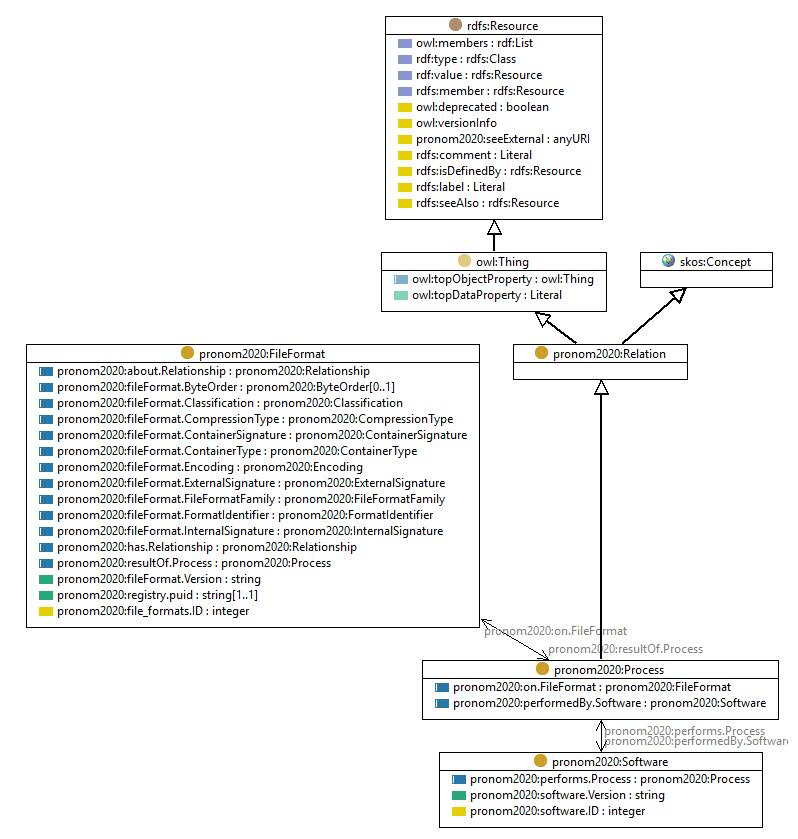 rdfs:Resource
owl:members : rdf:List
rdf:type : rdfs:Class
rdf:value : rdfs:Resource
rdfs:member : rdfs:Resource
owl:deprecated : boolean
owl:versionInfo
pronom2020:seeExternal : anyURI
rdfs:comment : Literal
rdfs:isDefinedBy : rdfs:Resource
rdfs:label : Literal
rdfs:seeAlso : rdfs:Resource
owl:Thing
owl:topObjectProperty : owl:Thing
owl:topDataProperty : Literal
skos:Concept
pronom2020:FileFormat
pronom2020:about.Relationship : pronom2020:Relationship
pronom2020:fileFormat.ByteOrder : pronom2020:ByteOrder[0..1]
pronom2020:fileFormat.Classification : pronom2020:Classification
pronom2020:fileFormat.CompressionType : pronom2020:CompressionType
pronom2020:fileFormat.ContainerSignature : pronom2020:ContainerSignature
pronom2020:fileFormat.ContainerType : pronom2020:ContainerType
pronom2020:fileFormat.Encoding : pronom2020:Encoding
pronom2020:fileFormat.ExternalSignature : pronom2020:ExternalSignature
pronom2020:fileFormat.FileFormatFamily : pronom2020:FileFormatFamily
pronom2020:fileFormat.FormatIdentifier : pronom2020:FormatIdentifier
pronom2020:fileFormat.InternalSignature : pronom2020:InternalSignature
pronom2020:has.Relationship : pronom2020:Relationship
pronom2020:resultOf.Process : pronom2020:Process
pronom2020:fileFormat.Version : string
pronom2020:registry.puid : string[1..1]
pronom2020:file_formats.ID : integer
pronom2020:Relation
pronom2020:on.FileFormat
pronom2020:resultOf.Process
pronom2020:Process
pronom2020:on.FileFormat : pronom2020:FileFormat
pronom2020:performedBy.Software : pronom2020:Software
pronom2020:performs.Process
pronom2020:performedBy.Software
pronom2020:Software
pronom2020:performs.Process : pronom2020:Process
pronom2020:software.Version : string
pronom2020:software.ID : integer